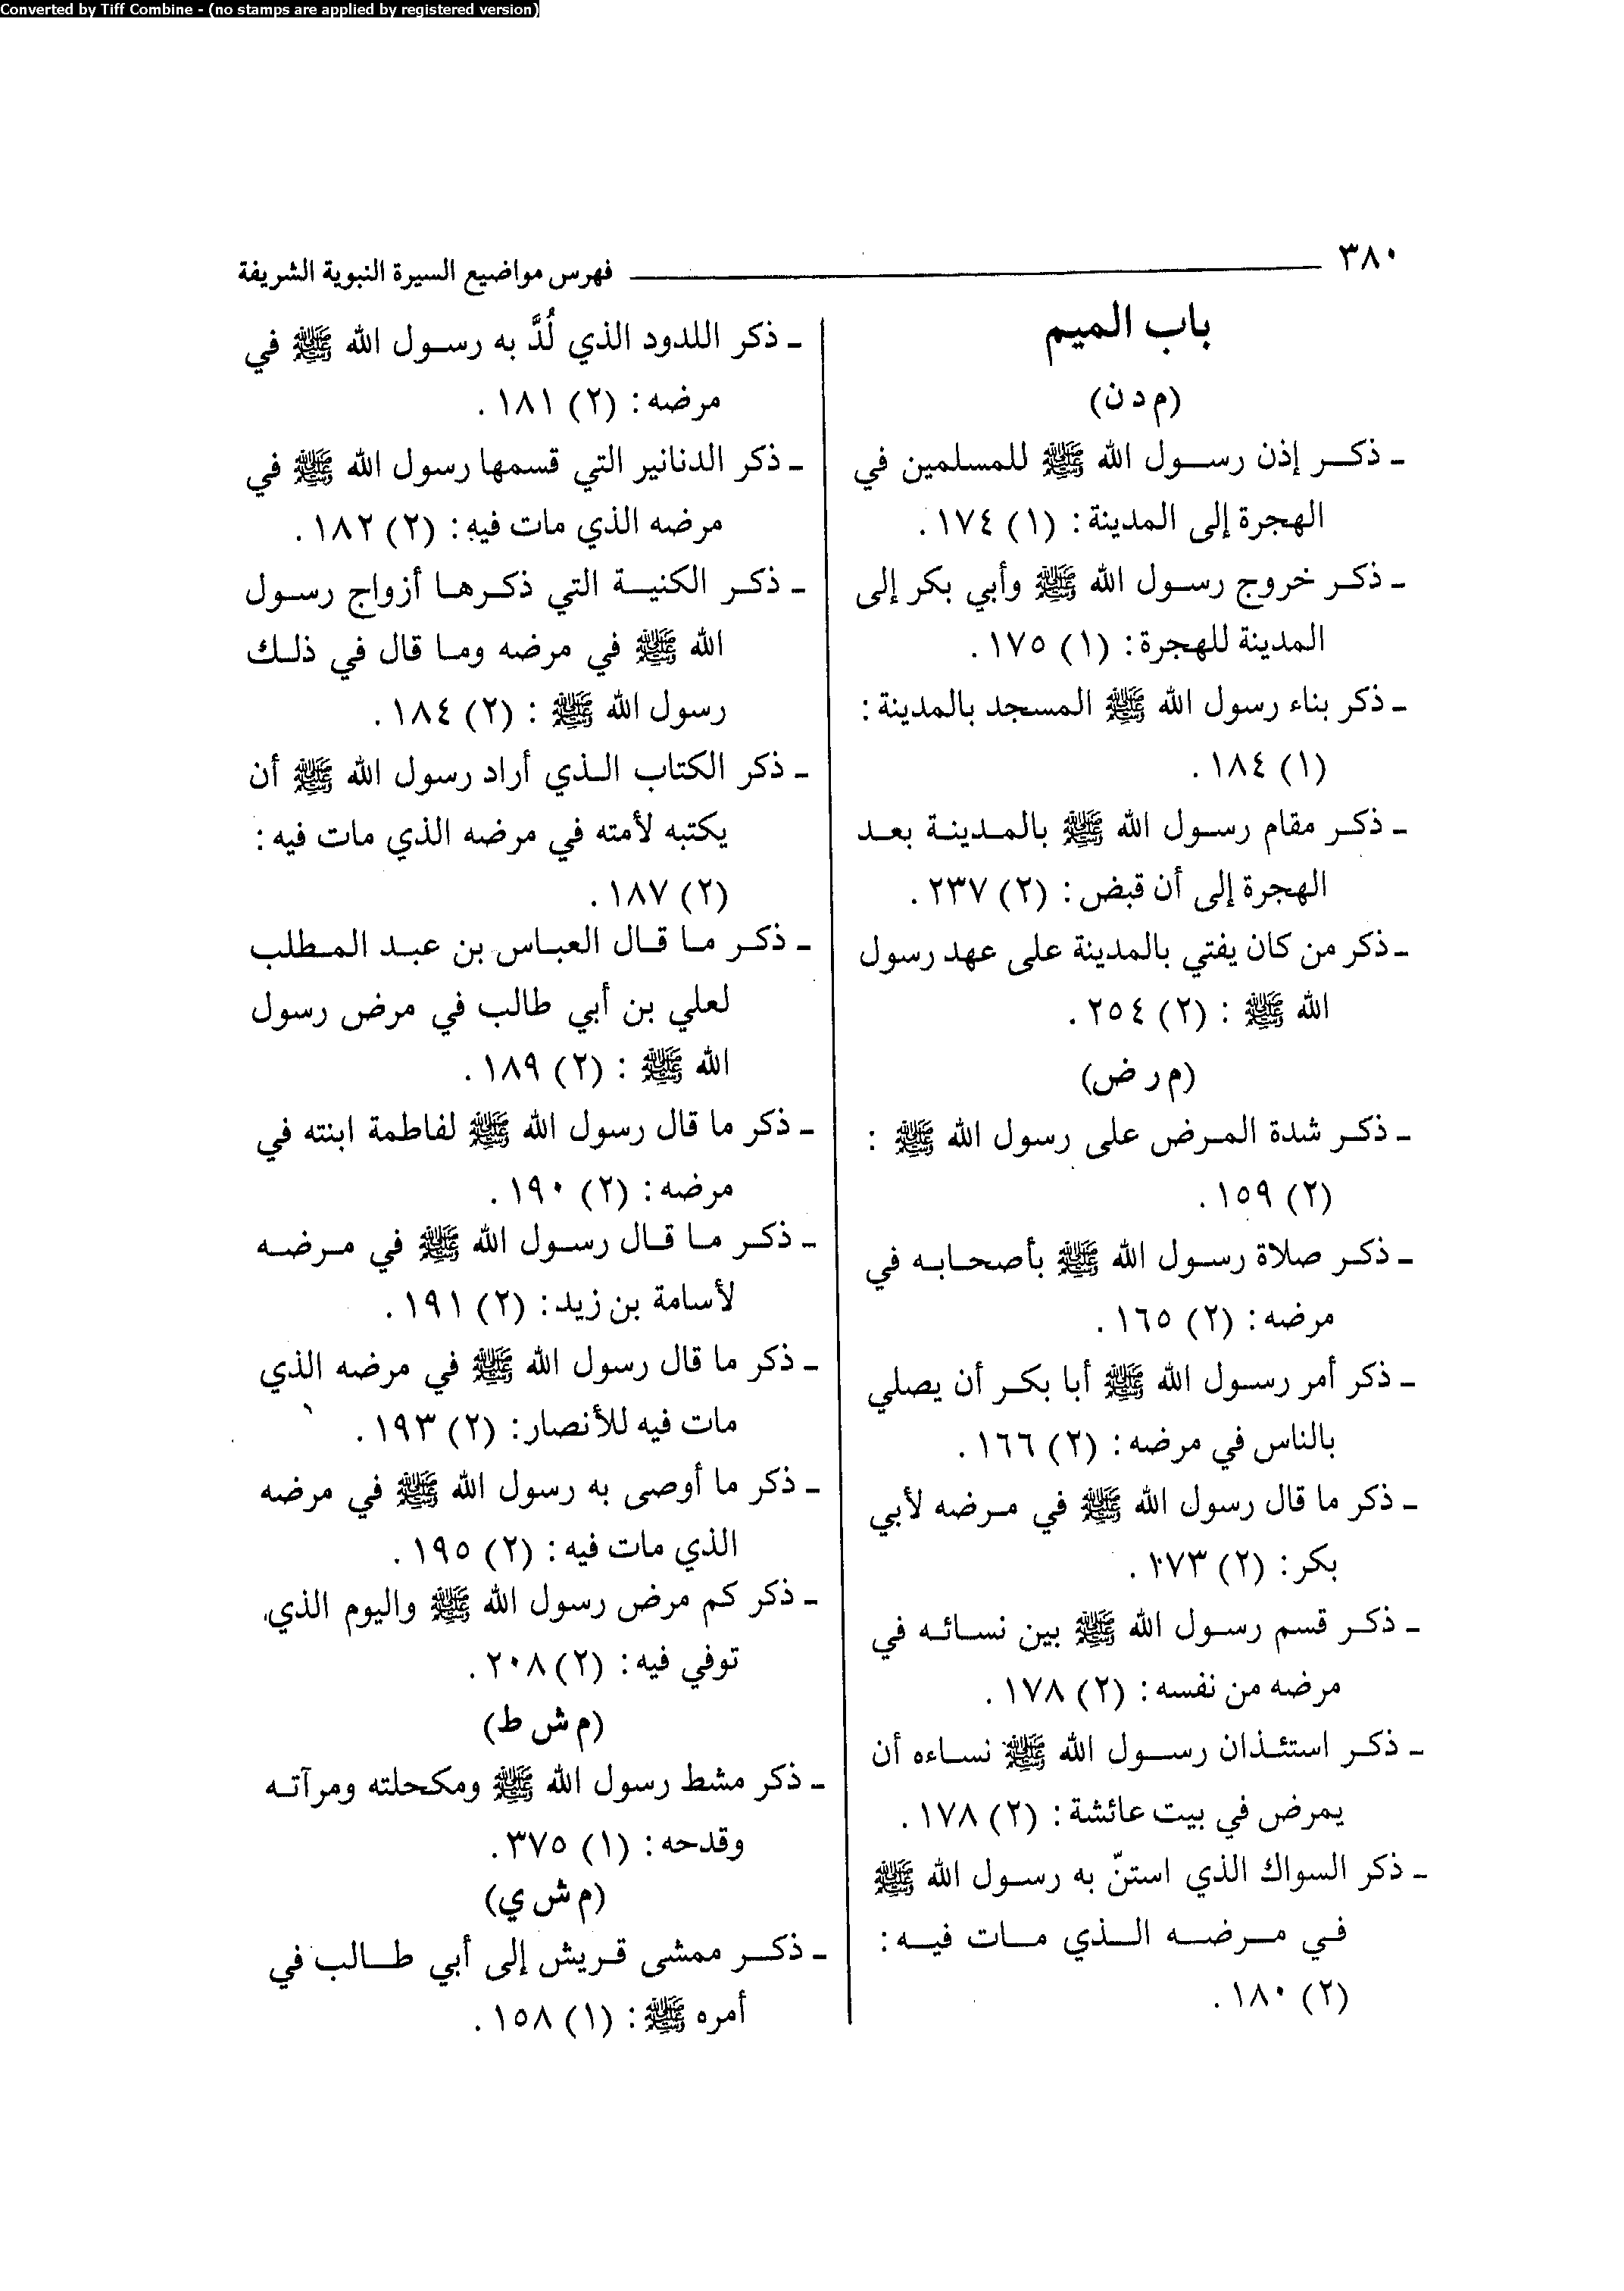 Converted by Tiff Combine - (no stamps are applied by registered version)
٣٨٠ فهرس مواضيع السيرة النبوية الشريفة
باب الميم
(م د ن)
ـ ذكر إذن رسول الله ﷺ للمسلمين في
الهجرة إلى المدينة: (١) ١٧٤.
ـ ذكر خروج رسول الله ﷺ وأبي بكر إلى
المدينة للهجرة: (١) ١٧٥.
ـ ذكر بناء رسول الله ﷺ المسجد بالمدينة:
(١) ١٨٤.
ـ ذكر مقام رسول الله ﷺ بالمدينة بعد
الهجرة إلى أن قبض: (٢) ٢٣٧.
ـ ذكر من كان يفتي بالمدينة على عهد رسول
الله ﷺ : (٢) ٢٥٤.
(م ر ض)
ـ ذكر شدة المرض على رسول الله ﷺ :
(٢) ١٥٩.
ـ ذكر صلاة رسول الله ﷺ بأصحابه في
مرضه: (٢) ١٦٥.
ـ ذكر أمر رسول الله ﷺ أبا بكر أن يصلي
بالناس في مرضه: (٢) ١٦٦.
ـ ذكر ما قال رسول الله ﷺ في مرضه لأبي
بكر: (٢) ١٧٣.
ـ ذكر قسم رسول الله ﷺ بين نسائه في
مرضه من نفسه: (٢) ١٧٨.
ـ ذكر استئذان رسول الله ﷺ نساءه أن
يمرض في بيت عائشة: (٢) ١٧٨.
ـ ذكر السواك الذي استنّ به رسول الله ﷺ
في مرضه الذي مات فيه:
(٢) ١٨٠.
ـ ذكر اللدود الذي لُدَّ به رسول الله ﷺ في
مرضه: (٢) ١٨١.
ـ ذكر الدنانير التي قسمها رسول الله ﷺ في
مرضه الذي مات فيه: (٢) ١٨٢.
ـ ذكر الكنية التي ذكرها أزواج رسول
الله ﷺ في مرضه وما قال في ذلك
رسول الله ﷺ : (٢) ١٨٤.
ـ ذكر الكتاب الذي أراد رسول الله ﷺ أن
يكتبه لأمته في مرضه الذي مات فيه:
(٢) ١٨٧.
ـ ذكر ما قال العباس بن عبد المطلب
لعلي بن أبي طالب في مرض رسول
الله ﷺ : (٢) ١٨٩.
ـ ذكر ما قال رسول الله ﷺ لفاطمة ابنته في
مرضه: (٢) ١٩٠.
ـ ذكر ما قال رسول الله ﷺ في مرضه
لأسامة بن زيد: (٢) ١٩١.
ـ ذكر ما قال رسول الله ﷺ في مرضه الذي
مات فيه للأنصار: (٢) ١٩٣.
ـ ذكر ما أوصى به رسول الله ﷺ في مرضه
الذي مات فيه: (٢) ١٩٥.
ـ ذكر كم مرض رسول الله ﷺ واليوم الذي
توفي فيه: (٢) ٢٠٨.
(م ش ط)
ـ ذكر مشط رسول الله ﷺ ومكحلته ومرآته
وقدحه: (١) ٣٧٥.
(م ش ي)
ـ ذكر ممشى قريش إلى أبي طالب في
أمره ﷺ: (١) ١٥٨.